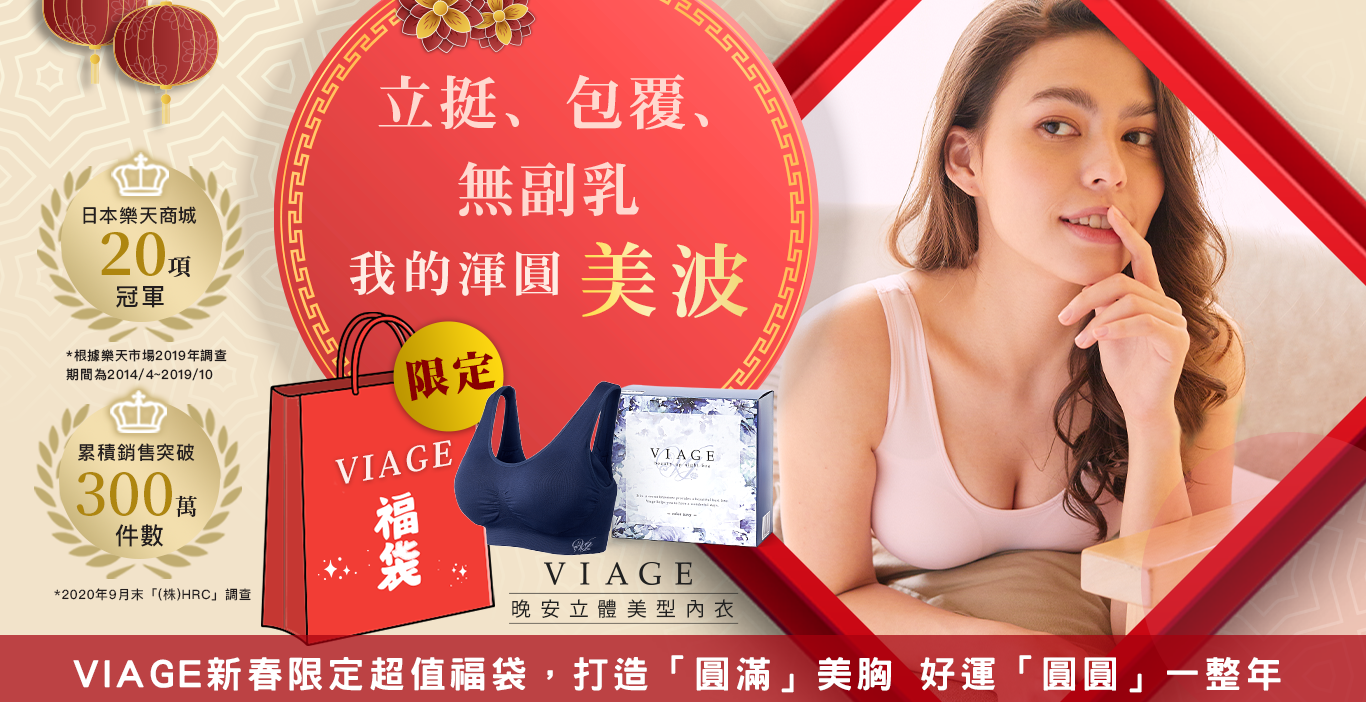 立挺、包覆、
無副乳
我的渾圓美波
日本樂天商城
20項
冠軍
*根據樂天市場2019年調查
期間為2014/4~2019/10
累積銷售突破
300萬
件數
*2020年9月末「(株)HRC」調查
限定
VIAGE
福袋
VIAGE
beauty up night bra
VIAGE
晚安立體美型內衣
VIAGE新春限定超值福袋，打造「圓滿」美胸 好運「圓圓」一整年